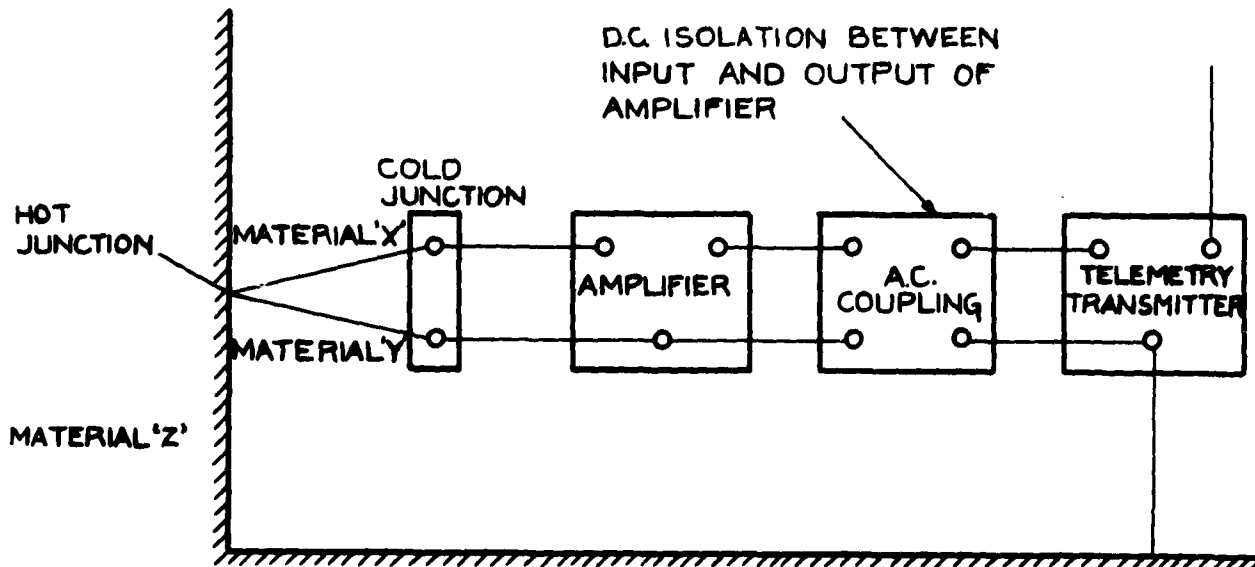 D.C. ISOLATION BETWEEN
INPUT AND OUTPUT OF
AMPLIFIER
COLD
JUNCTION
HOT
JUNCTION
MATERIAL 'X'
AMPLIFIER
A.C.
COUPLING
TELEMETRY
TRANSMITTER
MATERIAL 'Y'
MATERIAL 'Z'